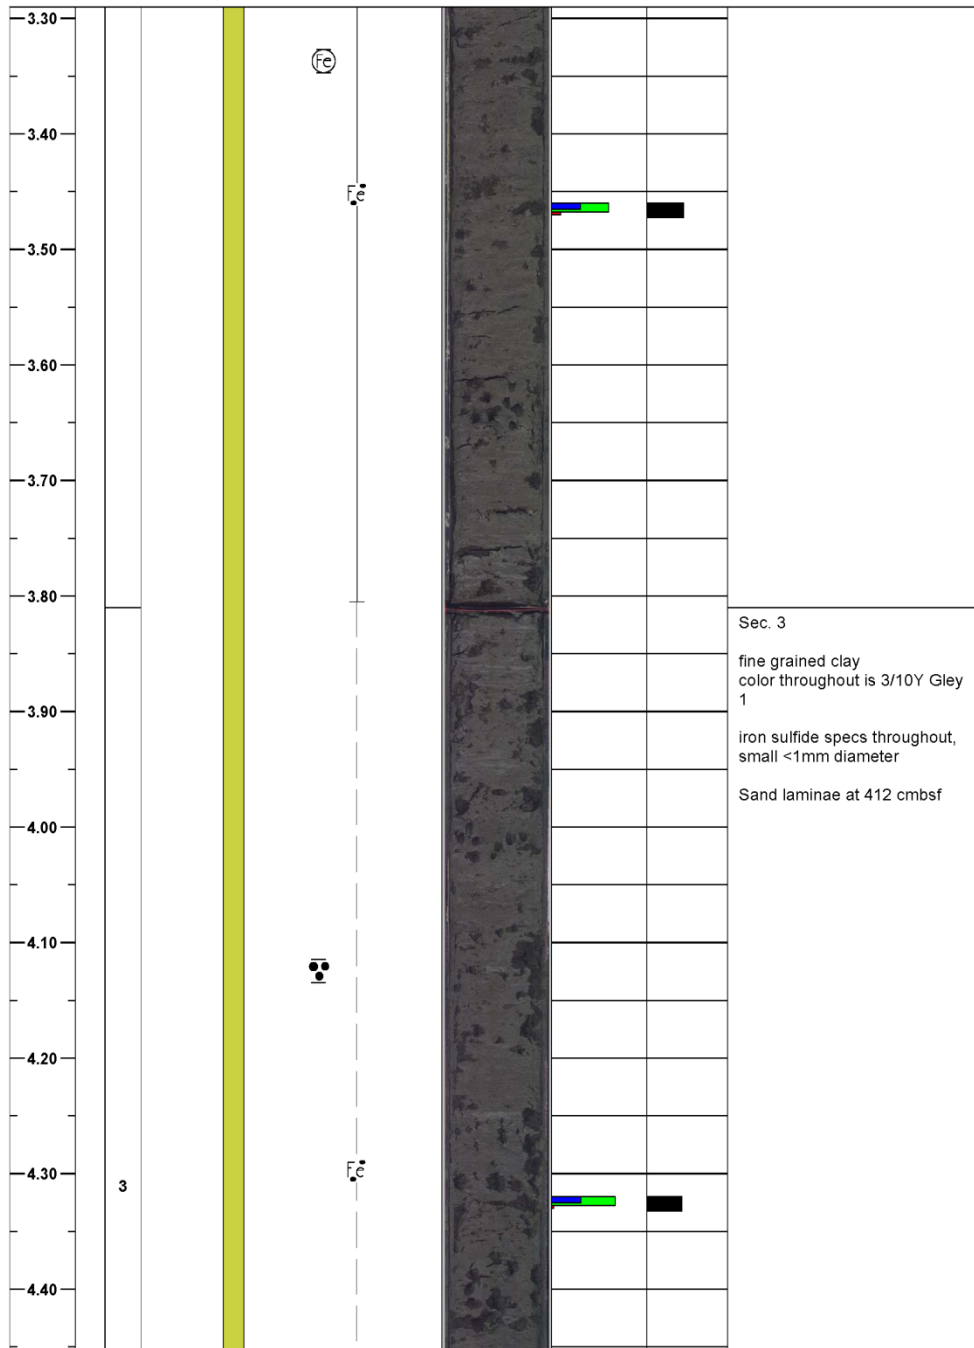 3.30
Fe
3.40
Fe
3.50
3.60
3.70
3.80
Sec. 3
fine grained clay
color throughout is 3/10Y Gley
1
3.90
iron sulfide specs throughout,
small <1mm diameter
Sand laminae at 412 cmbsf
4.00
4.10
4.20
Fe
4.30
3
4.40